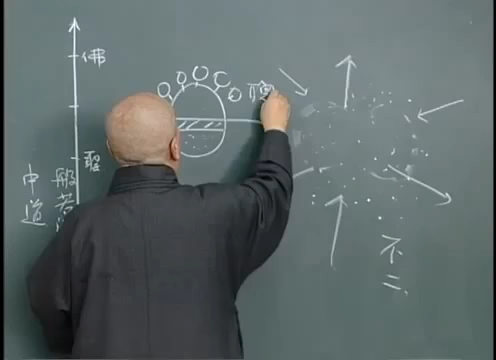 佛
聖
般若
中道
不二、